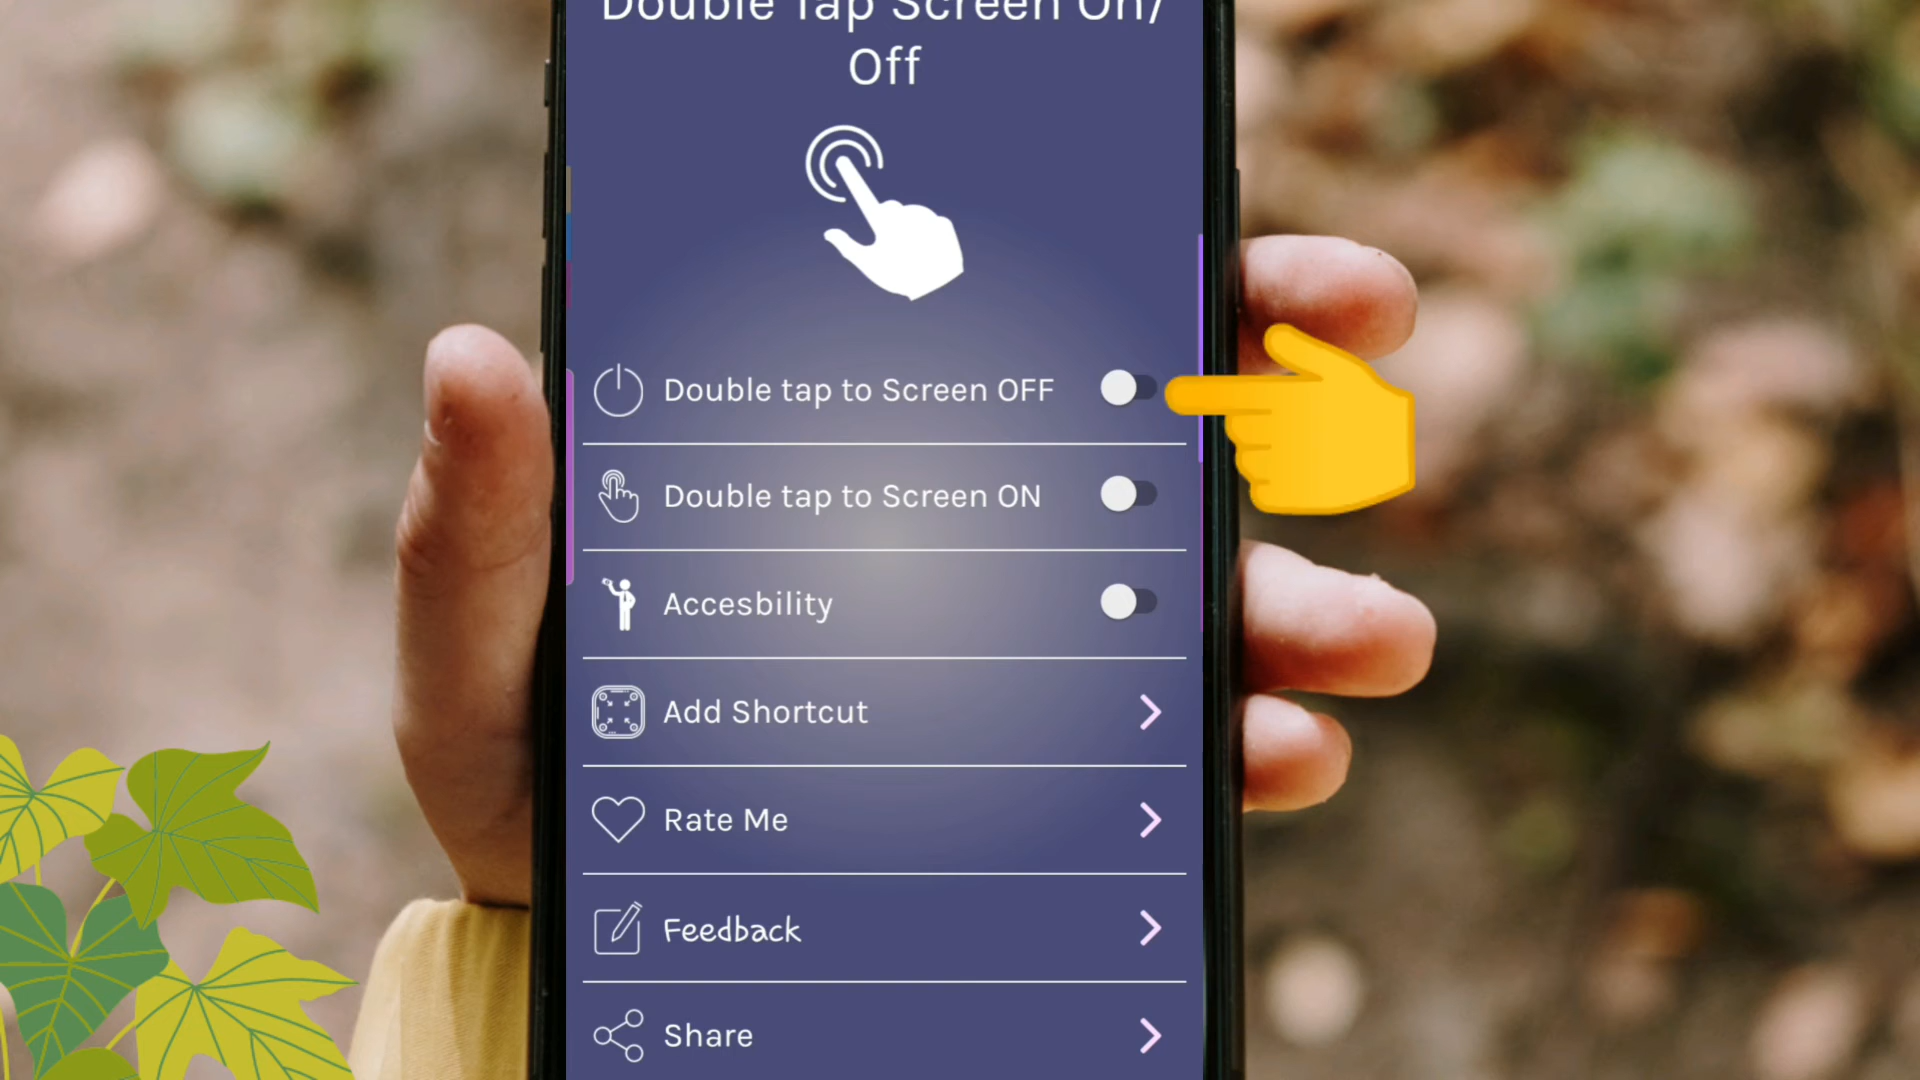 Double Tap Screen On/
Off
Double tap to Screen OFF
Double tap to Screen ON
Accesbility
Add Shortcut
Rate Me
Feedback
Share